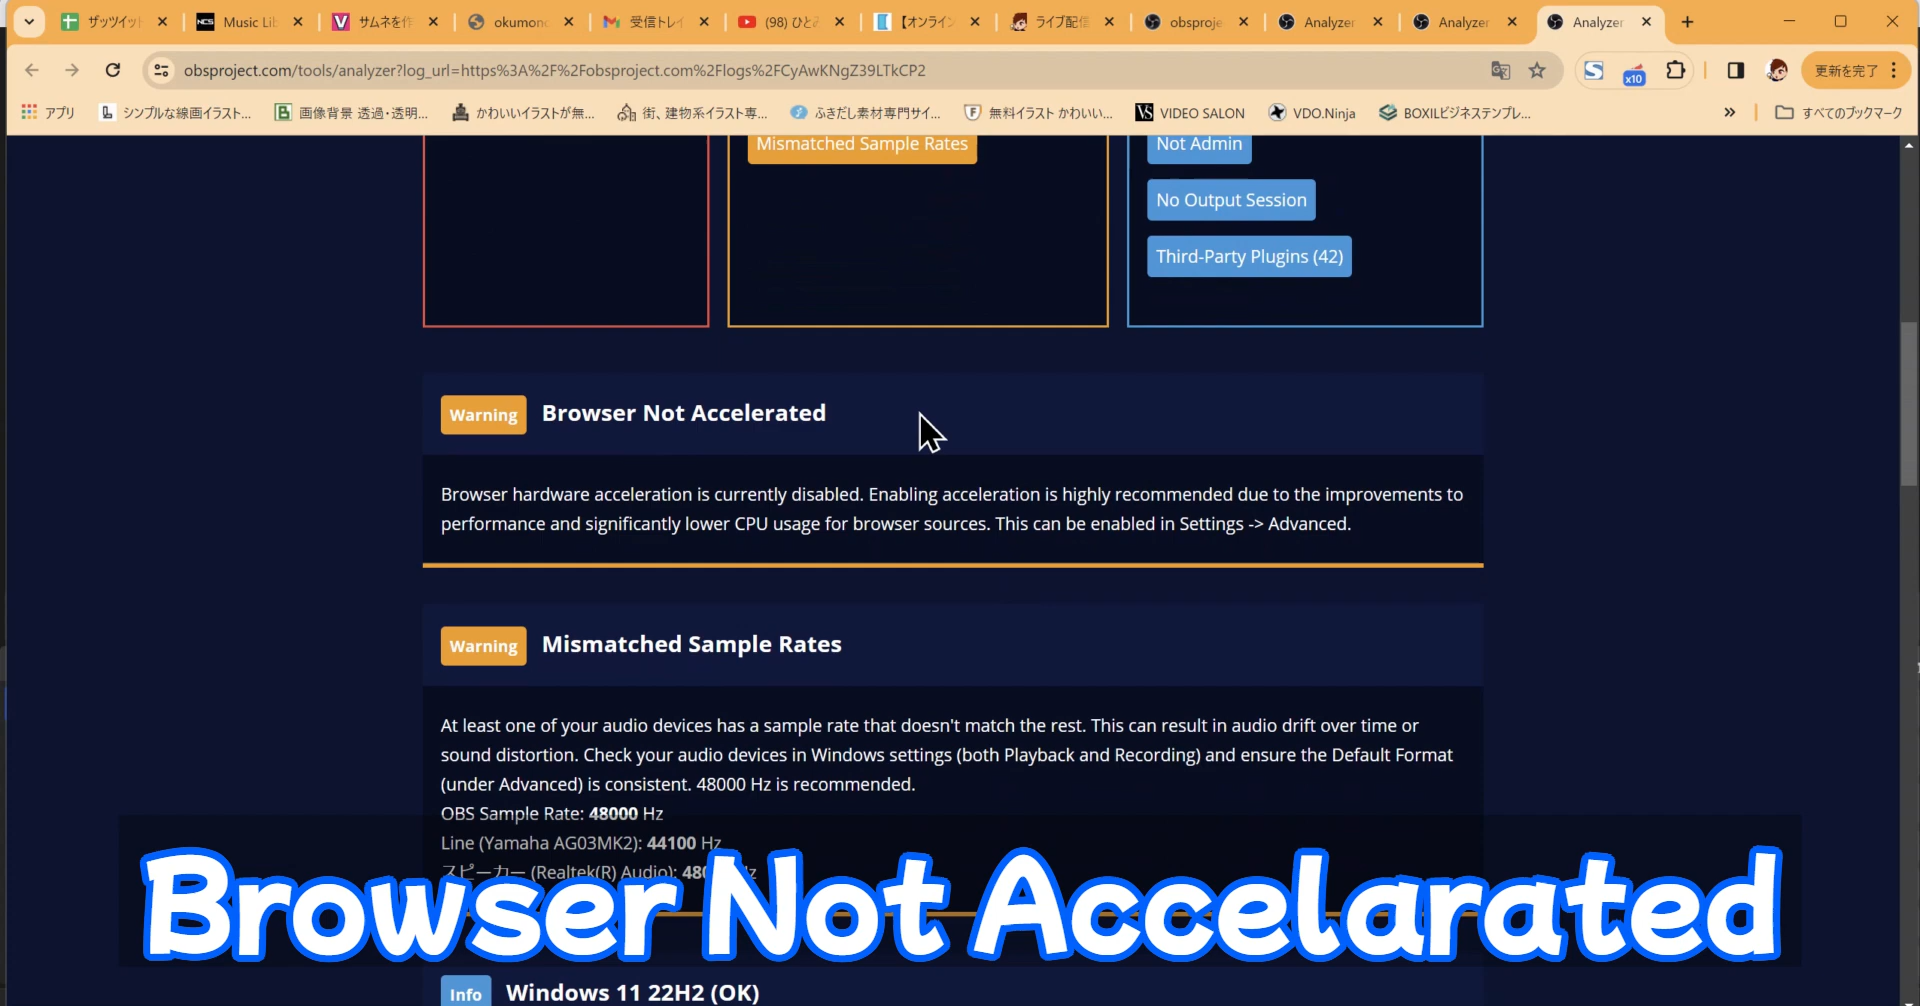 ザッツイット
Music Lib
サムネを作
okumono
受信トレイ
(98) ひと
【オンライン
ライブ配信
obsproje
Analyzer
Analyzer
Analyzer
obsproject.com/tools/analyzer?log_url=https%3A%2F%2Fobsproject.com%2Flogs%2FCyAwKNgZ39LTkCP2
x10
更新を完了
アプリ
シンプルな線画イラスト...
画像背景 透過・透明...
かわいいイラストが無...
街、建物系イラスト専...
ふきだし素材専門サイ...
無料イラスト かわいい...
VIDEO SALON
VDO.Ninja
BOXILビジネステンプレ...
»
すべてのブックマーク
Mismatched Sample Rates
Not Admin
No Output Session
Third-Party Plugins (42)
Warning Browser Not Accelerated
Browser hardware acceleration is currently disabled. Enabling acceleration is highly recommended due to the improvements to
performance and significantly lower CPU usage for browser sources. This can be enabled in Settings -> Advanced.
Warning Mismatched Sample Rates
At least one of your audio devices has a sample rate that doesn't match the rest. This can result in audio drift over time or
sound distortion. Check your audio devices in Windows settings (both Playback and Recording) and ensure the Default Format
(under Advanced) is consistent. 48000 Hz is recommended.
OBS Sample Rate: 48000 Hz
Line (Yamaha AG03MK2): 44100 Hz
スピーカー (Realtek(R) Audio):
Browser Not Accelarated
Info Windows 11 22H2 (OK)